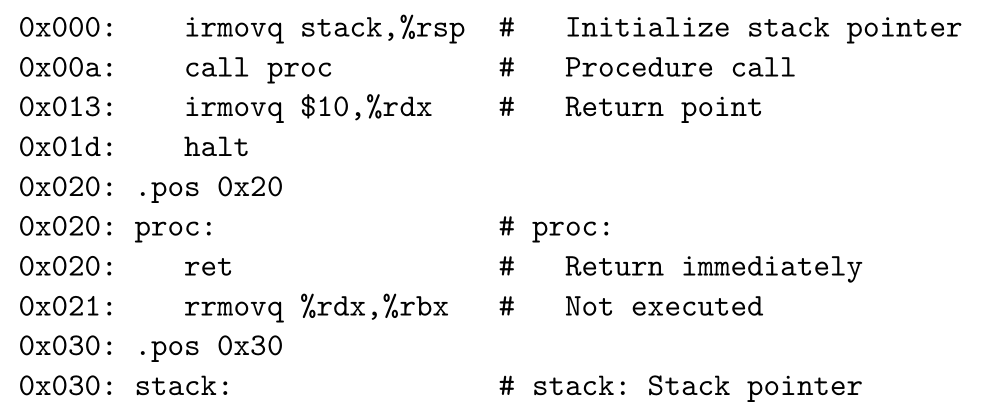 0x000:    irmovq stack,%rsp  #   Initialize stack pointer
0x00a:    call proc          #   Procedure call
0x013:    irmovq $10,%rdx    #   Return point
0x01d:    halt
0x020: .pos 0x20
0x020: proc:                 # proc:
0x020:    ret                #   Return immediately
0x021:    rrmovq %rdx,%rbx   #   Not executed
0x030: .pos 0x30
0x030: stack:                # stack: Stack pointer